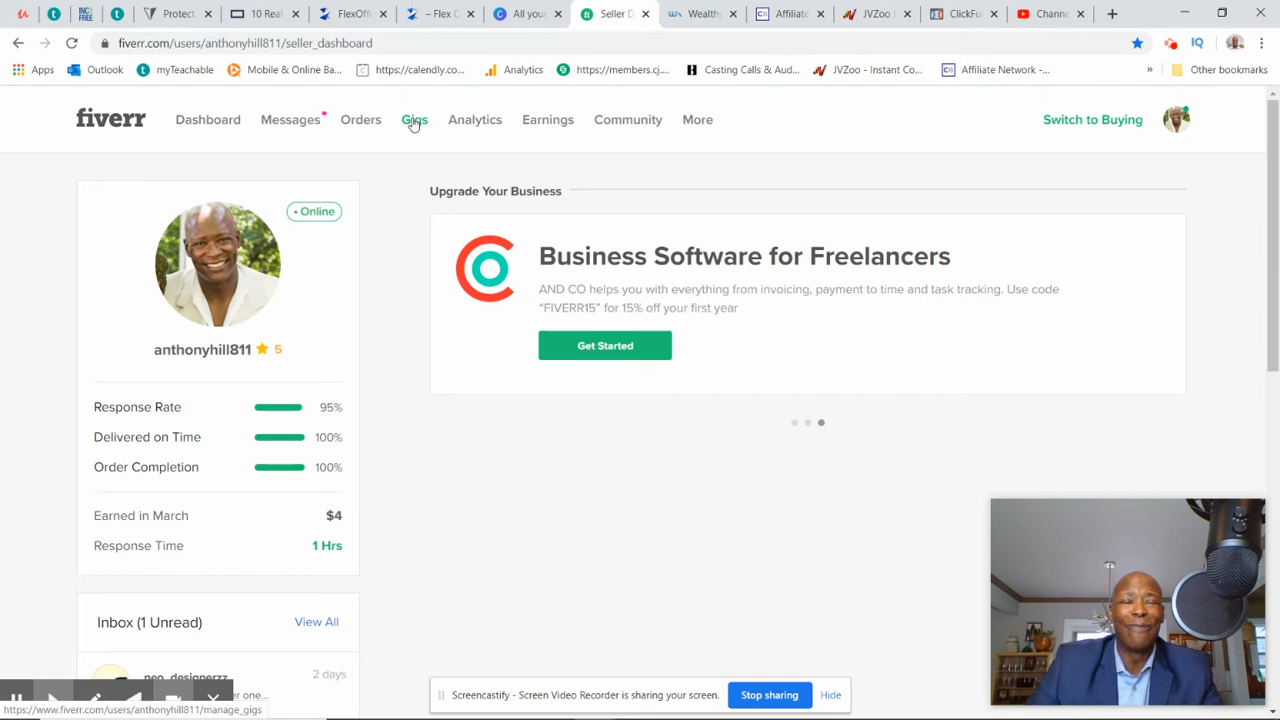 Protect
10 Real
FlexOff
– Flex C
All your
Seller D
Wealthy
Affiliate
JVZoo
ClickFu
Channe
fiverr.com/users/anthonyhill811/seller_dashboard
Apps
Outlook
myTeachable
Mobile & Online Ba...
https://calendly.co...
Analytics
https://members.cj...
Casting Calls & Aud...
JVZoo - Instant Co...
Affiliate Network -...
»
Other bookmarks
fiverr
Dashboard
Messages
Orders
Gigs
Analytics
Earnings
Community
More
Switch to Buying
• Online
anthonyhill811 ★ 5
Response Rate 95%
Delivered on Time 100%
Order Completion 100%
Earned in March $4
Response Time 1 Hrs
Inbox (1 Unread) View All
neo_designerzz 2 days
er one...
Upgrade Your Business
Business Software for Freelancers
AND CO helps you with everything from invoicing, payment to time and task tracking. Use code
“FIVERR15” for 15% off your first year
Get Started
Screencastify - Screen Video Recorder is sharing your screen.
Stop sharing
Hide
https://www.fiverr.com/users/anthonyhill811/manage_gigs